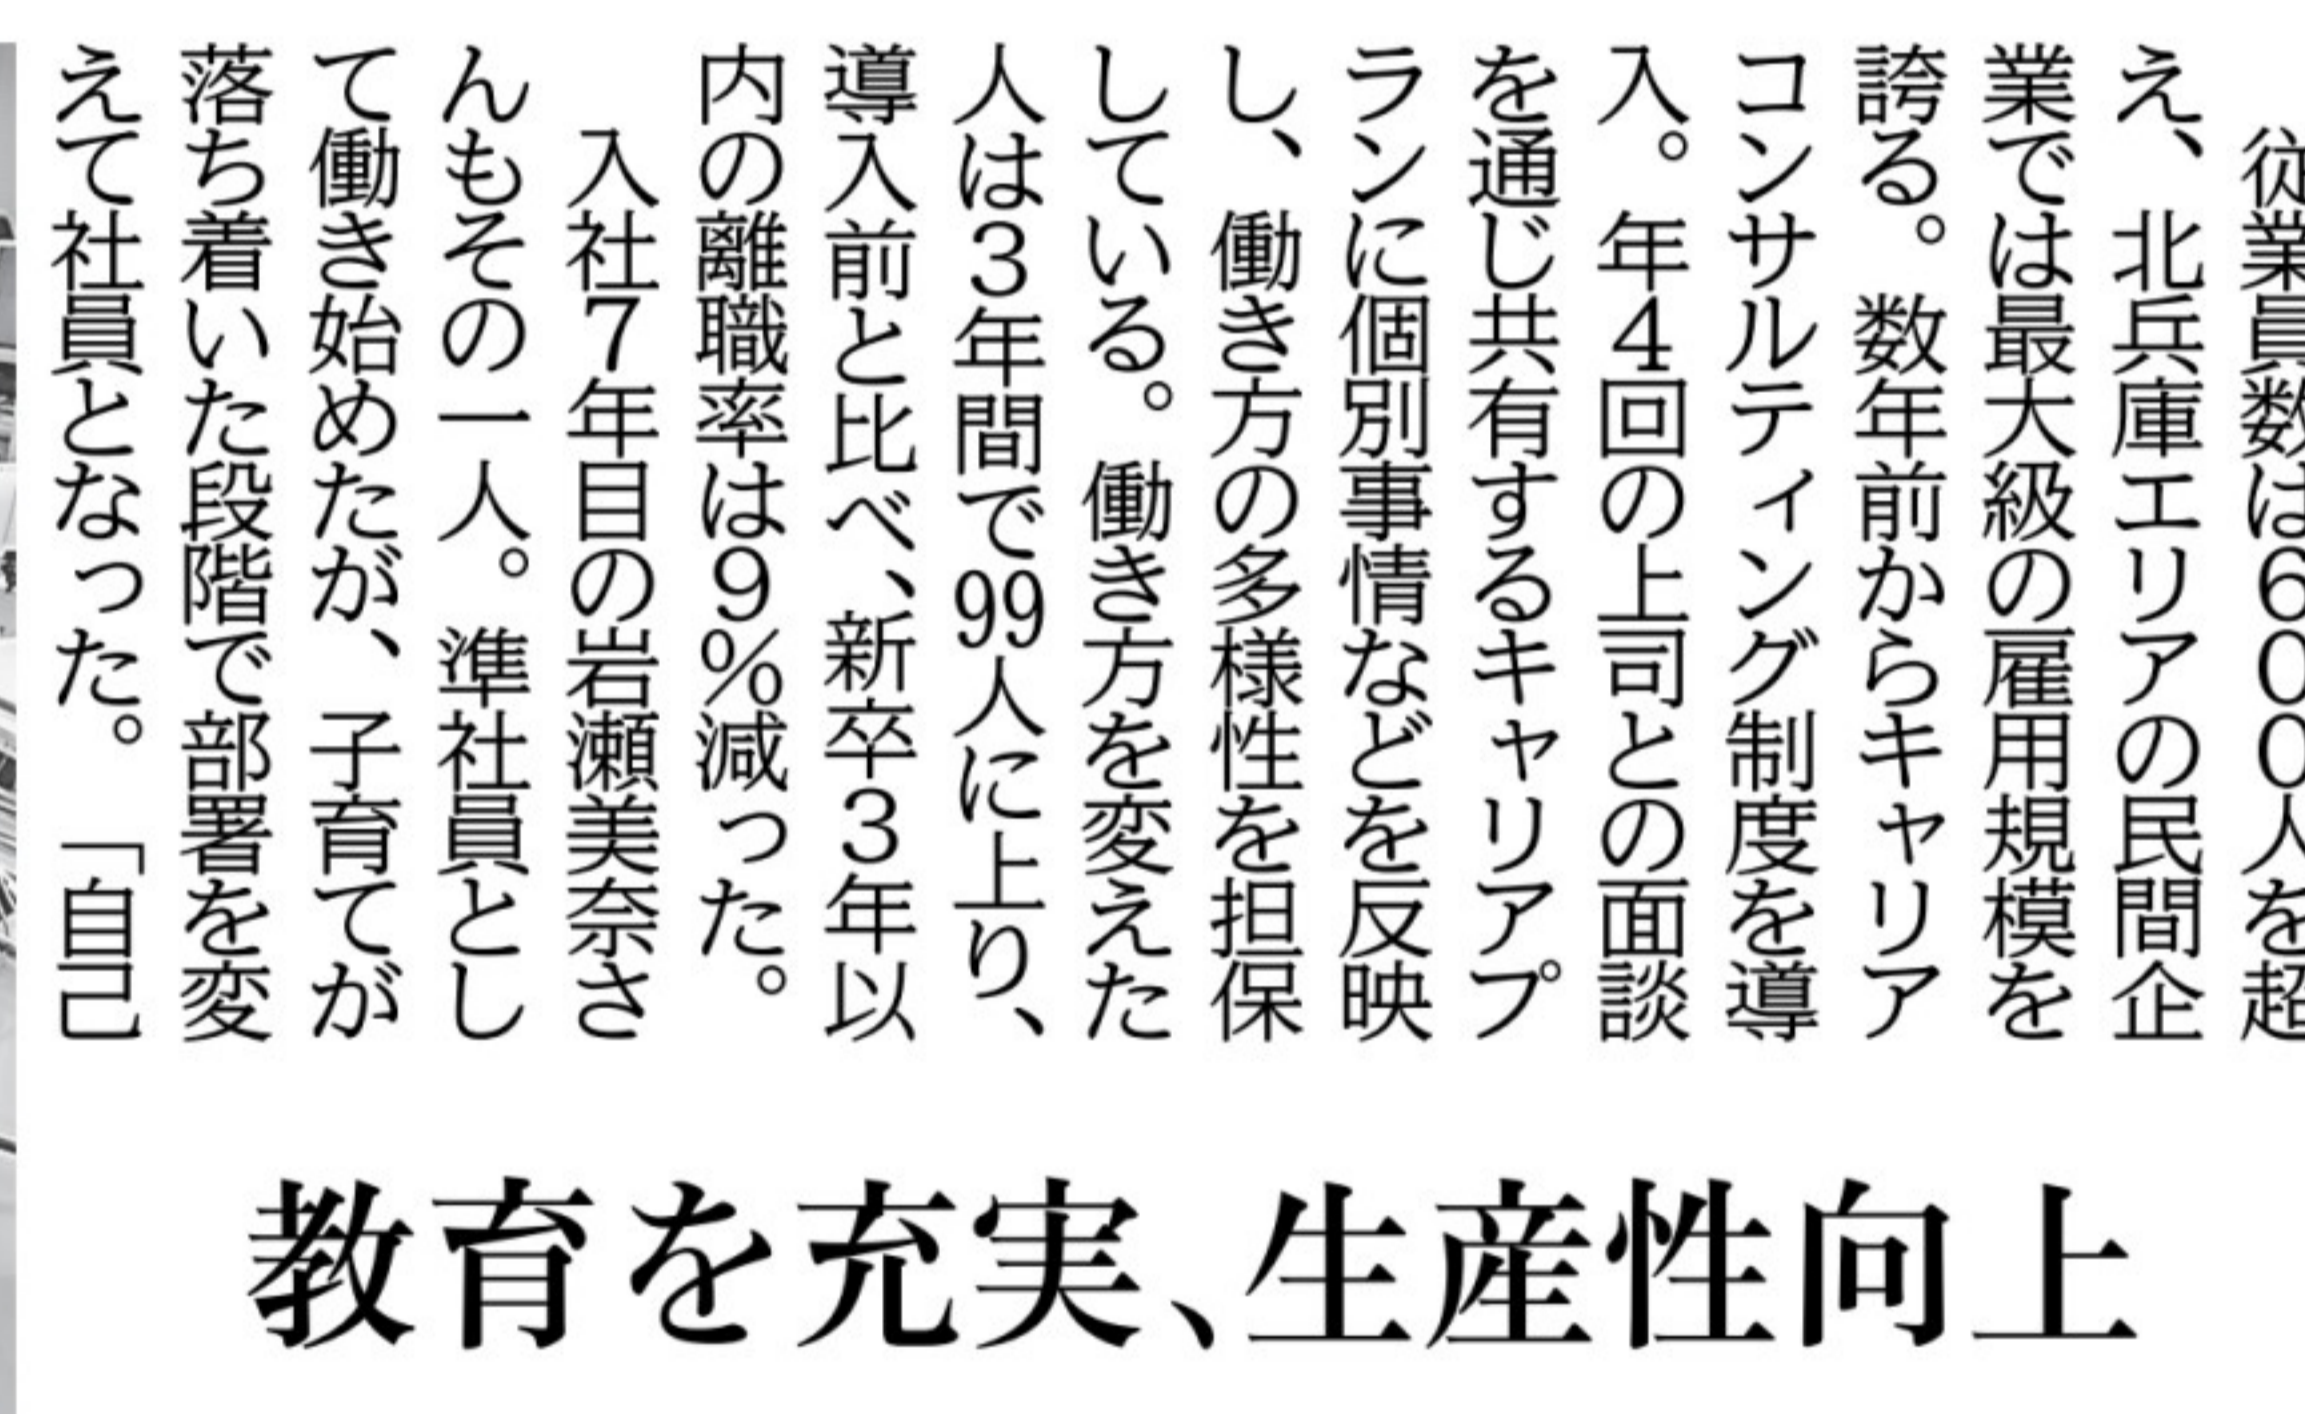 従業員数は６００人を超
え、北兵庫エリアの民間企
業では最大級の雇用規模を
誇る。数年前からキャリア
コンサルティング制度を導
入。年４回の上司との面談
を通じ共有するキャリアプ
ランに個別事情などを反映
し、働き方の多様性を担保
している。働き方を変えた
人は３年間で99人に上り、
導入前と比べ、新卒３年以
内の離職率は９％減った。
入社７年目の岩瀬美奈さ
んもその一人。準社員とし
て働き始めたが、子育てが
落ち着いた段階で部署を変
えて社員となった。「自己
教育を充実、生産性向上